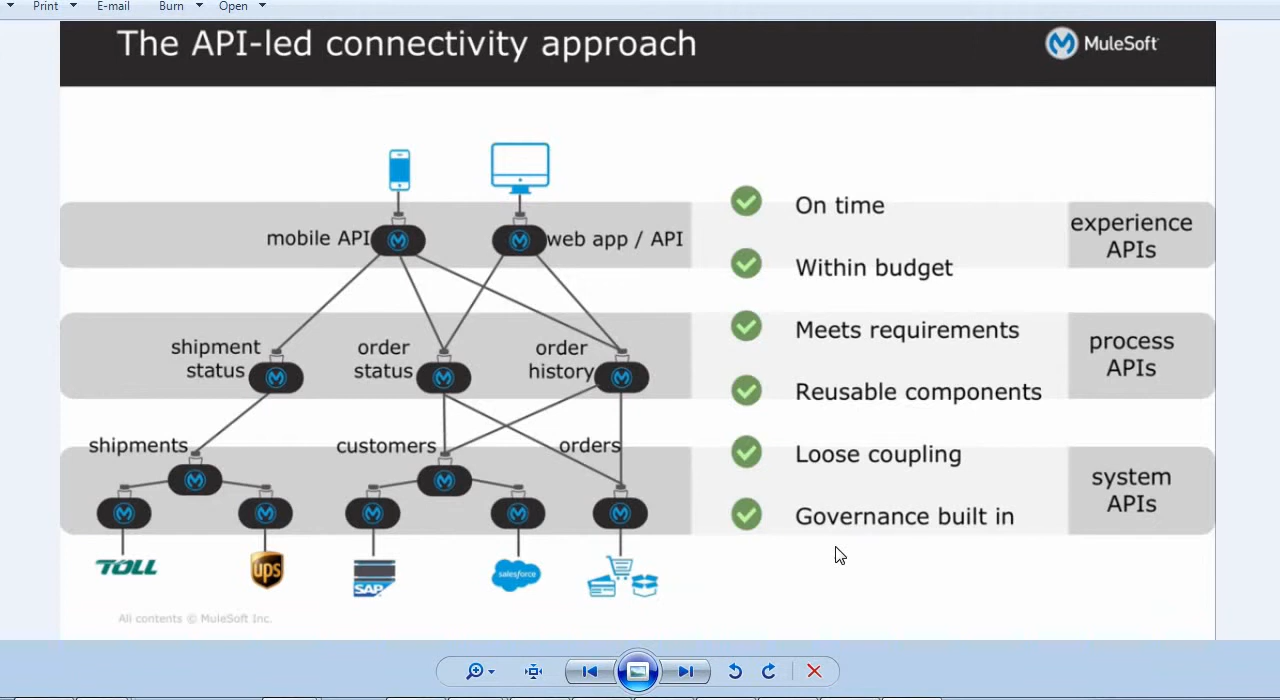 Print E-mail Burn Open
The API-led connectivity approach
MuleSoft
mobile API
web app / API
shipment
status
order
status
order
history
shipments
customers
orders
TOLL
ups
SAP
salesforce
On time
Within budget
Meets requirements
Reusable components
Loose coupling
Governance built in
experience
APIs
process
APIs
system
APIs
All contents © MuleSoft Inc.